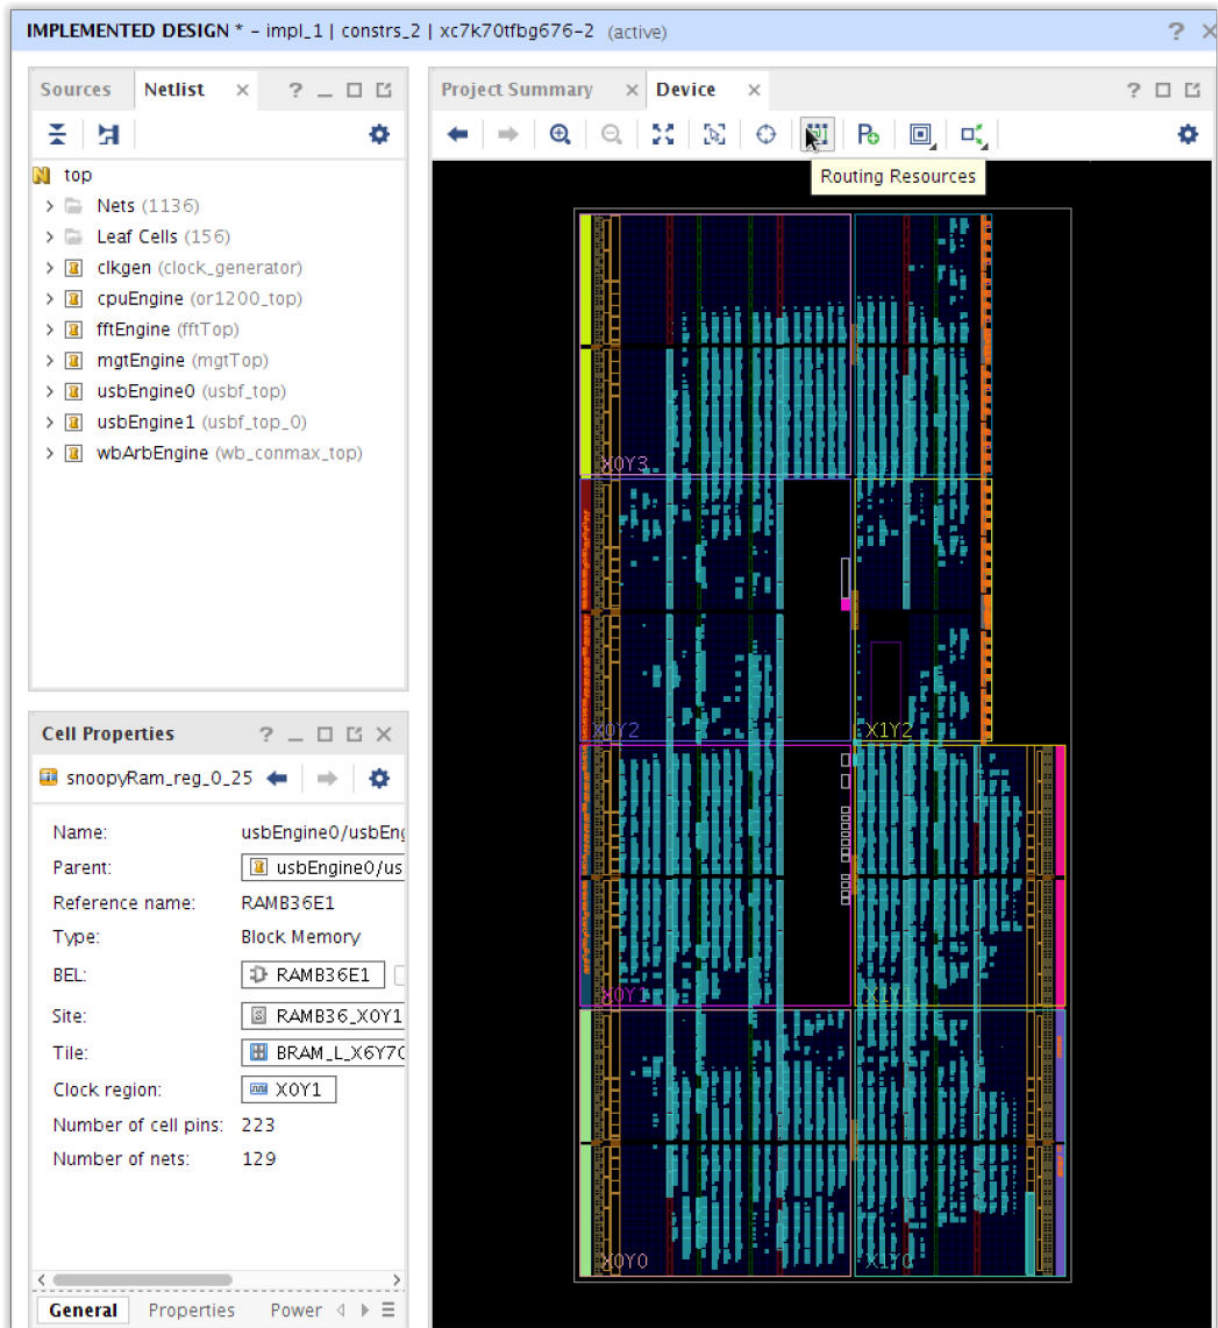 IMPLEMENTED DESIGN * - impl_1 | constrs_2 | xc7k70tfbg676-2 (active)
Sources Netlist
Project Summary Device
Routing Resources
top
Nets (1136)
Leaf Cells (156)
clkgen (clock_generator)
cpuEngine (or1200_top)
fftEngine (fftTop)
mgtEngine (mgtTop)
usbEngine0 (usbf_top)
usbEngine1 (usbf_top_0)
wbArbEngine (wb_conmax_top)
X0Y3
X0Y2
X1Y2
X0Y1
X1Y1
X0Y0
X1Y0
Cell Properties
snoopyRam_reg_0_25
Name: usbEngine0/usbEng
Parent: usbEngine0/us
Reference name: RAMB36E1
Type: Block Memory
BEL: RAMB36E1
Site: RAMB36_X0Y1
Tile: BRAM_L_X6Y70
Clock region: X0Y1
Number of cell pins: 223
Number of nets: 129
General Properties Power